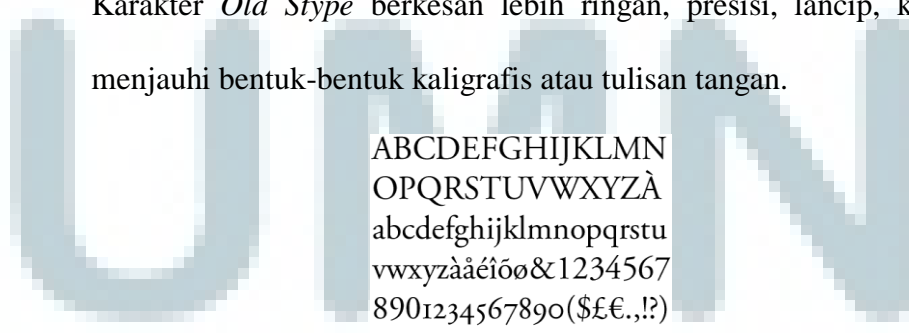 Karakter Old Stype berkesan lebih ringan, presisi, lancip, k
menjauhi bentuk-bentuk kaligrafis atau tulisan tangan.
ABCDEFGHIJKLMN
OPQRSTUVWXYZÀ
abcdefghijklmnopqrstu
vwxyzàåéîõø&1234567
8901234567890($£€.,!?)
UMN